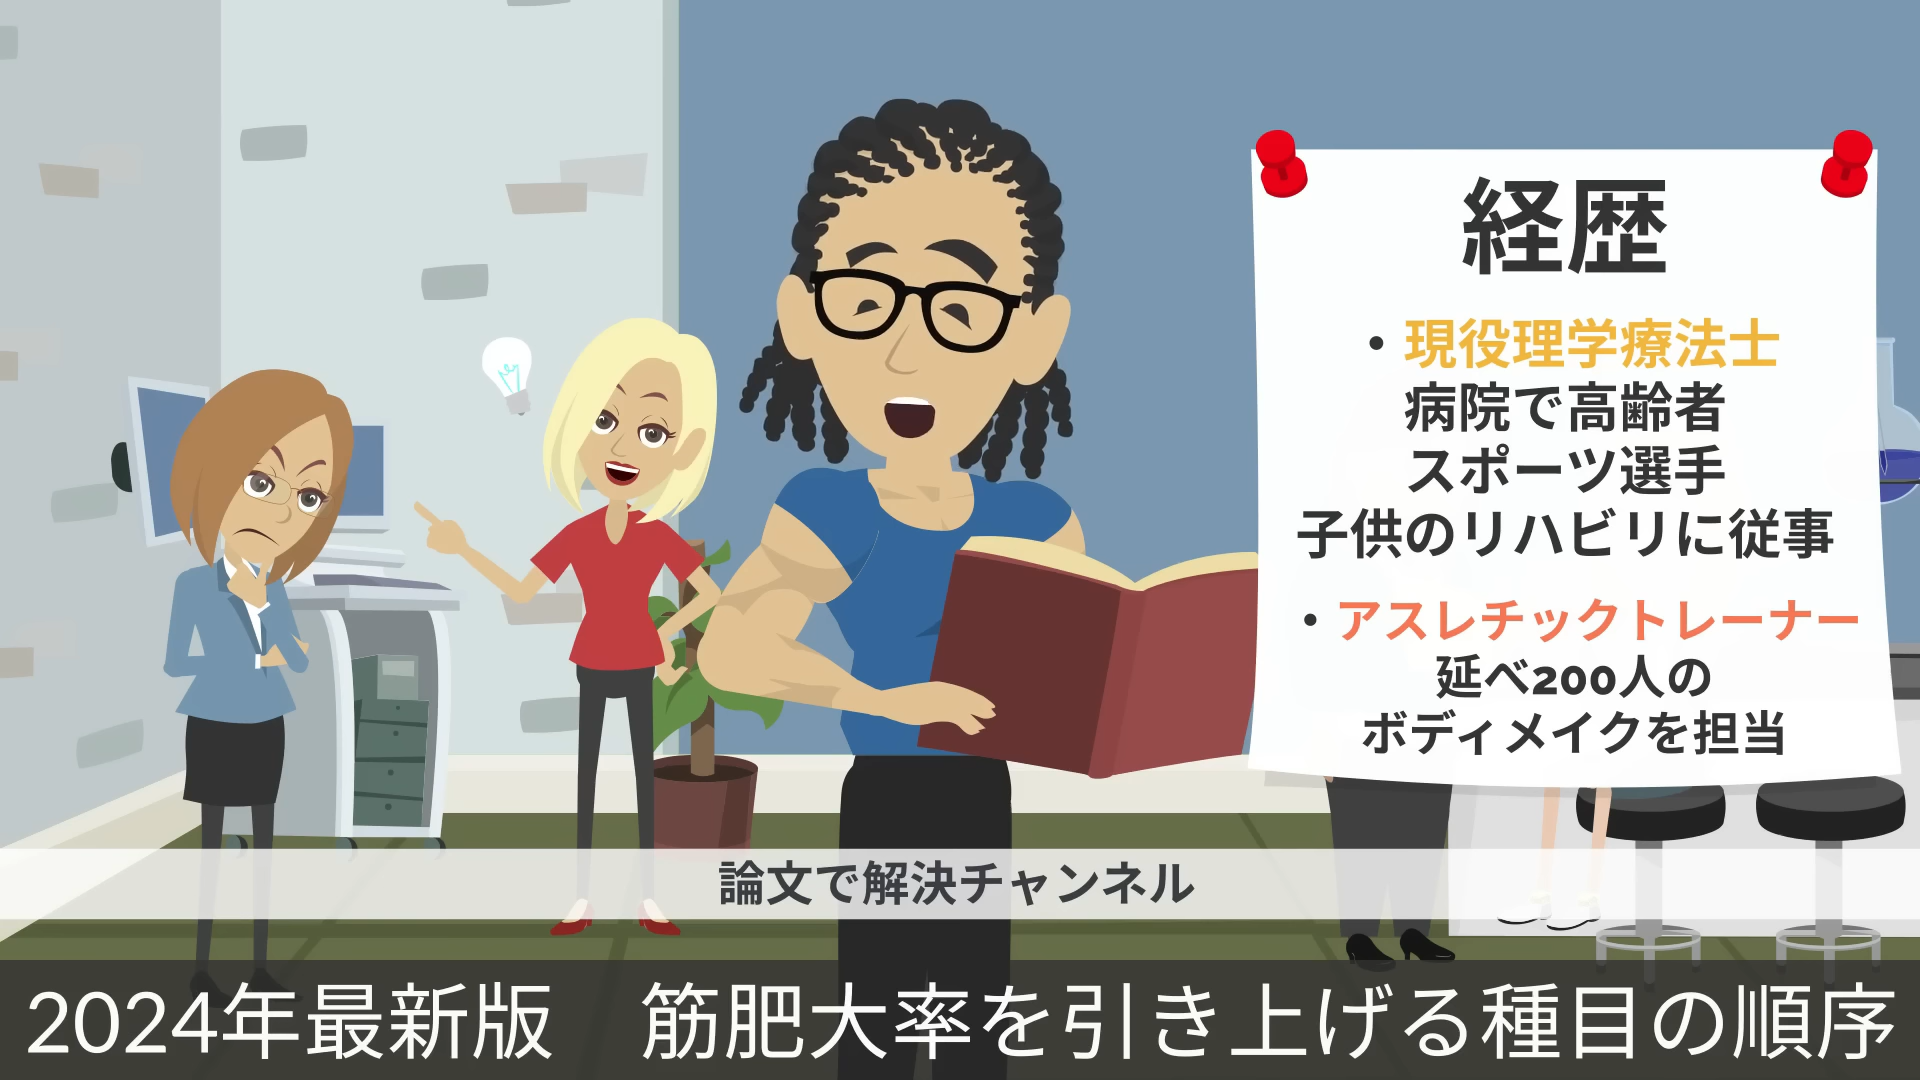 経歴
・現役理学療法士
病院で高齢者
スポーツ選手
子供のリハビリに従事
・アスレチックトレーナー
延べ200人の
ボディメイクを担当
論文で解決チャンネル
2024年最新版　筋肥大率を引き上げる種目の順序